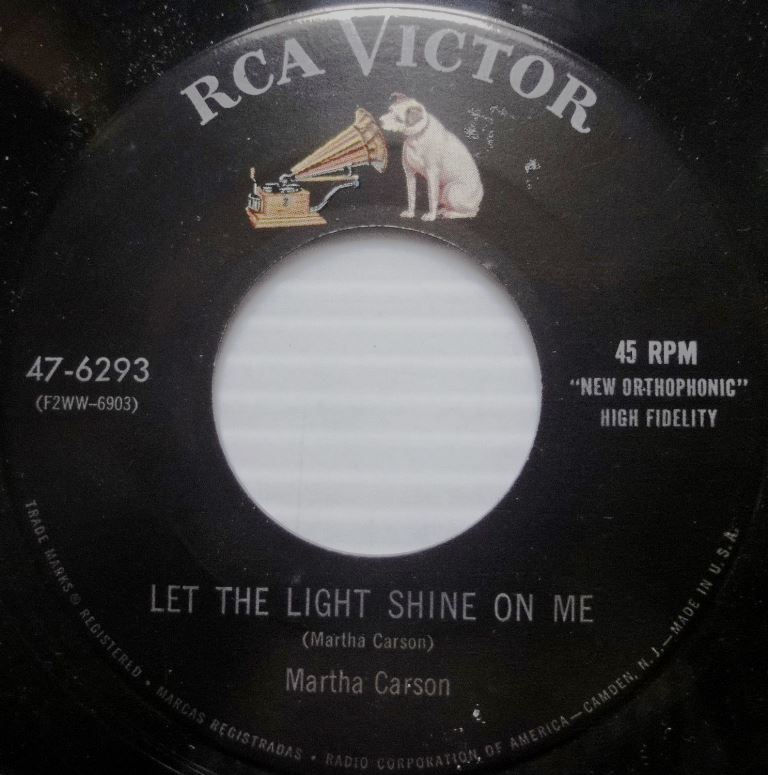 RCA VICTOR
47-6293
(F2WW-6903)
45 RPM
"NEW ORTHOPHONIC"
HIGH FIDELITY
LET THE LIGHT SHINE ON ME
(Martha Carson)
Martha Carson
TRADE MARKS ® REGISTERED • MARCAS REGISTRADAS • RADIO CORPORATION OF AMERICA—CAMDEN, N. J.—MADE IN U.S.A.